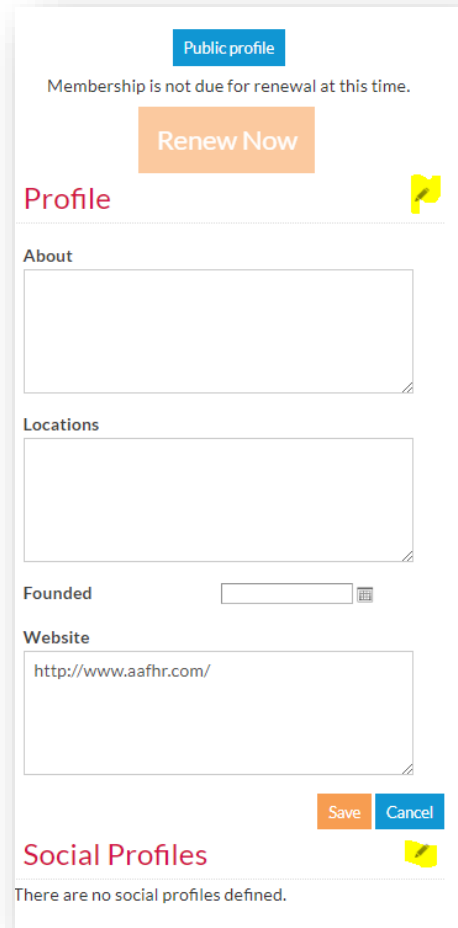 Public profile
Membership is not due for renewal at this time.
Renew Now
Profile
About
Locations
Founded
Website
http://www.aafhr.com/
Save Cancel
Social Profiles
There are no social profiles defined.